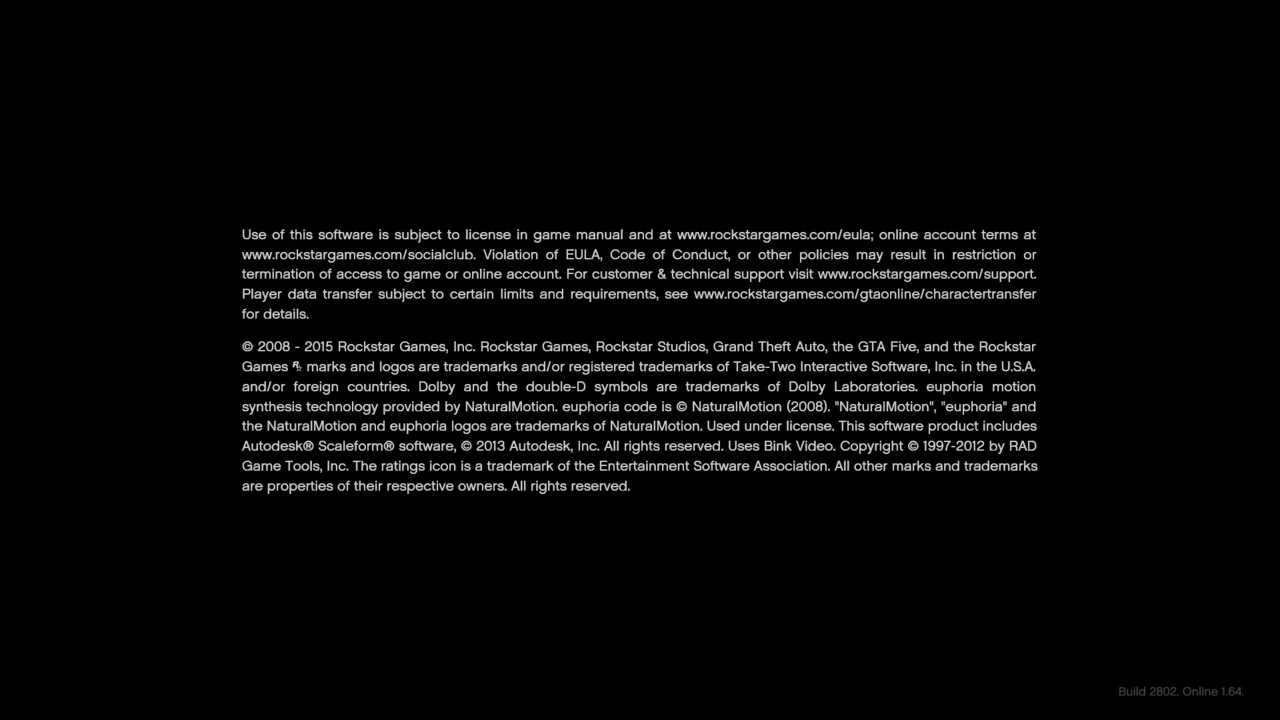 Use of this software is subject to license in game manual and at www.rockstargames.com/eula; online account terms at
www.rockstargames.com/socialclub. Violation of EULA, Code of Conduct, or other policies may result in restriction or
termination of access to game or online account. For customer & technical support visit www.rockstargames.com/support.
Player data transfer subject to certain limits and requirements, see www.rockstargames.com/gtaonline/charactertransfer
for details.
© 2008 - 2015 Rockstar Games, Inc. Rockstar Games, Rockstar Studios, Grand Theft Auto, the GTA Five, and the Rockstar
Games R* marks and logos are trademarks and/or registered trademarks of Take-Two Interactive Software, Inc. in the U.S.A.
and/or foreign countries. Dolby and the double-D symbols are trademarks of Dolby Laboratories. euphoria motion
synthesis technology provided by NaturalMotion. euphoria code is © NaturalMotion (2008). "NaturalMotion", "euphoria" and
the NaturalMotion and euphoria logos are trademarks of NaturalMotion. Used under license. This software product includes
Autodesk® Scaleform® software, © 2013 Autodesk, Inc. All rights reserved. Uses Bink Video. Copyright © 1997-2012 by RAD
Game Tools, Inc. The ratings icon is a trademark of the Entertainment Software Association. All other marks and trademarks
are properties of their respective owners. All rights reserved.
Build 2802. Online 1.64.